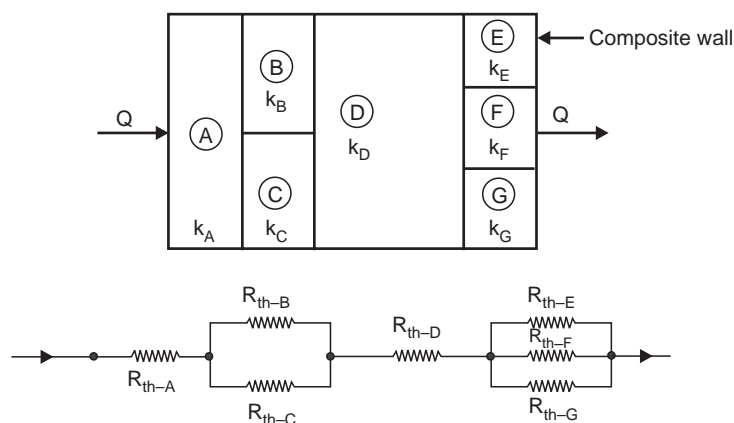 E
Composite wall
B
k_E
k_B
Q
A
D
F
Q
k_D
k_F
C
G
k_A
k_C
k_G
R_th–B
R_th–E
R_th–D
R_th–F
R_th–A
R_th–C
R_th–G